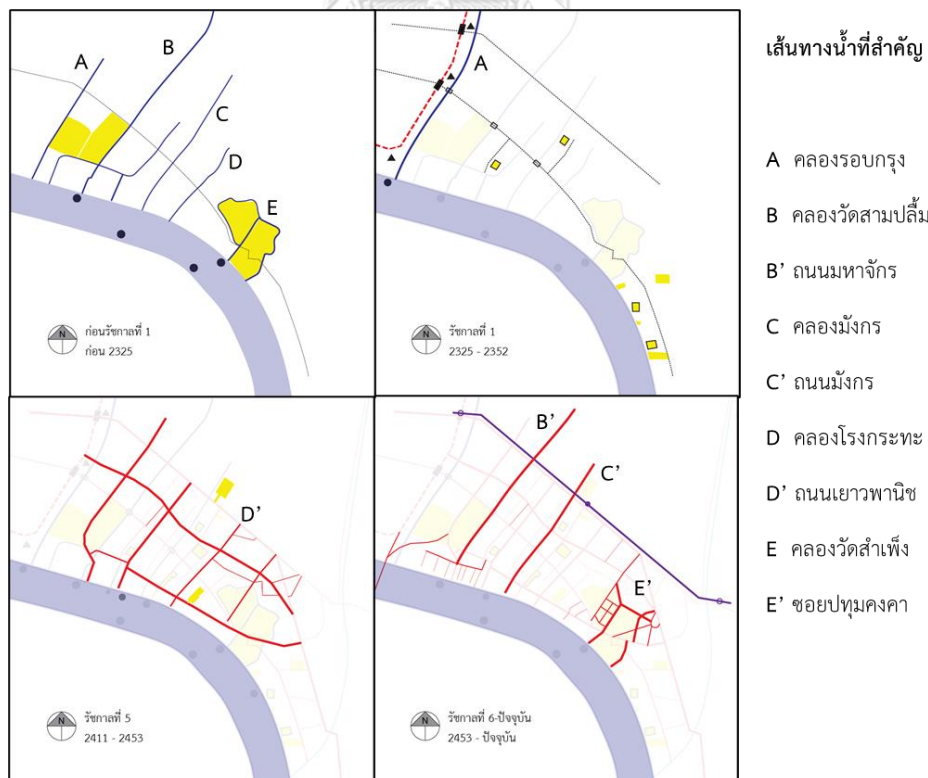 A
B
C
D
E
N
ก่อนรัชกาลที่ 1
ก่อน 2325
A
N
รัชกาลที่ 1
2325 - 2352
D'
N
รัชกาลที่ 5
2411 - 2453
B'
C'
E'
N
รัชกาลที่ 6-ปัจจุบัน
2453 - ปัจจุบัน
เส้นทางน้ำที่สำคัญ
A คลองรอบกรุง
B คลองวัดสามปลื้ม
B' ถนนมหาจักร
C คลองมังกร
C' ถนนมังกร
D คลองโรงกระทะ
D' ถนนเยาวพานิช
E คลองวัดสำเพ็ง
E' ซอยปทุมคงคา